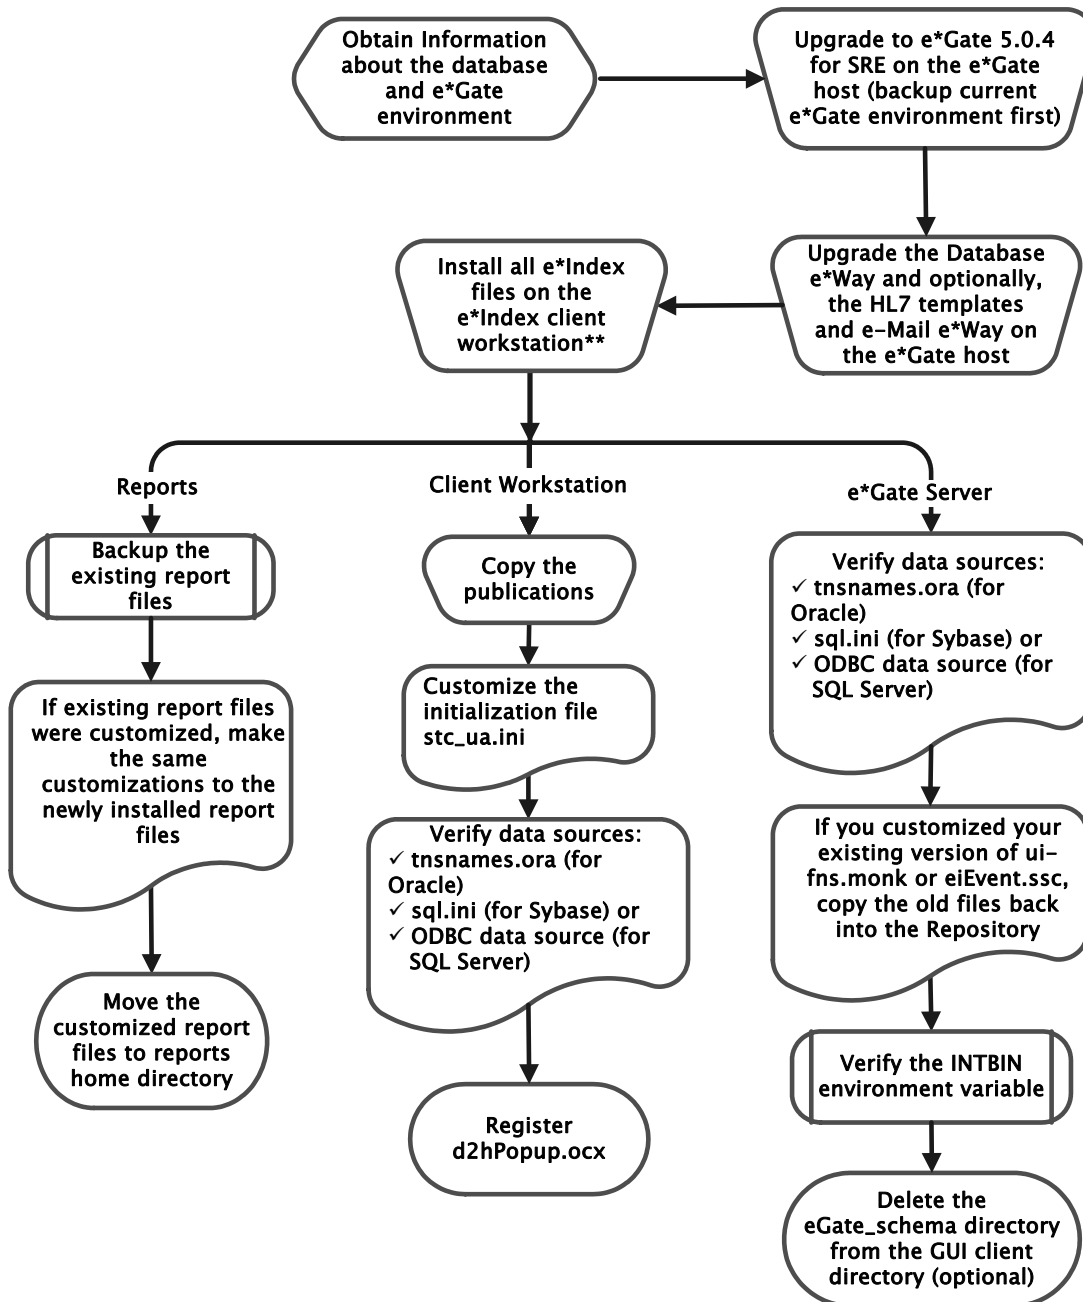 Obtain Information
about the database
and e*Gate
environment
Upgrade to e*Gate 5.0.4
for SRE on the e*Gate
host (backup current
e*Gate environment first)
Upgrade the Database
e*Way and optionally,
the HL7 templates
and e-Mail e*Way on
the e*Gate host
Install all e*Index
files on the
e*Index client
workstation**
Reports
Backup the
existing report
files
If existing report files
were customized, make
the same
customizations to the
newly installed report
files
Move the
customized report
files to reports
home directory
Client Workstation
Copy the
publications
Customize the
initialization file
stc_ua.ini
Verify data sources:
✓ tnsnames.ora (for
Oracle)
✓ sql.ini (for Sybase) or
✓ ODBC data source (for
SQL Server)
Register
d2hPopup.ocx
e*Gate Server
Verify data sources:
✓ tnsnames.ora (for
Oracle)
✓ sql.ini (for Sybase) or
✓ ODBC data source (for
SQL Server)
If you customized your
existing version of ui-
fns.monk or eiEvent.ssc,
copy the old files back
into the Repository
Verify the INTBIN
environment variable
Delete the
eGate_schema directory
from the GUI client
directory (optional)